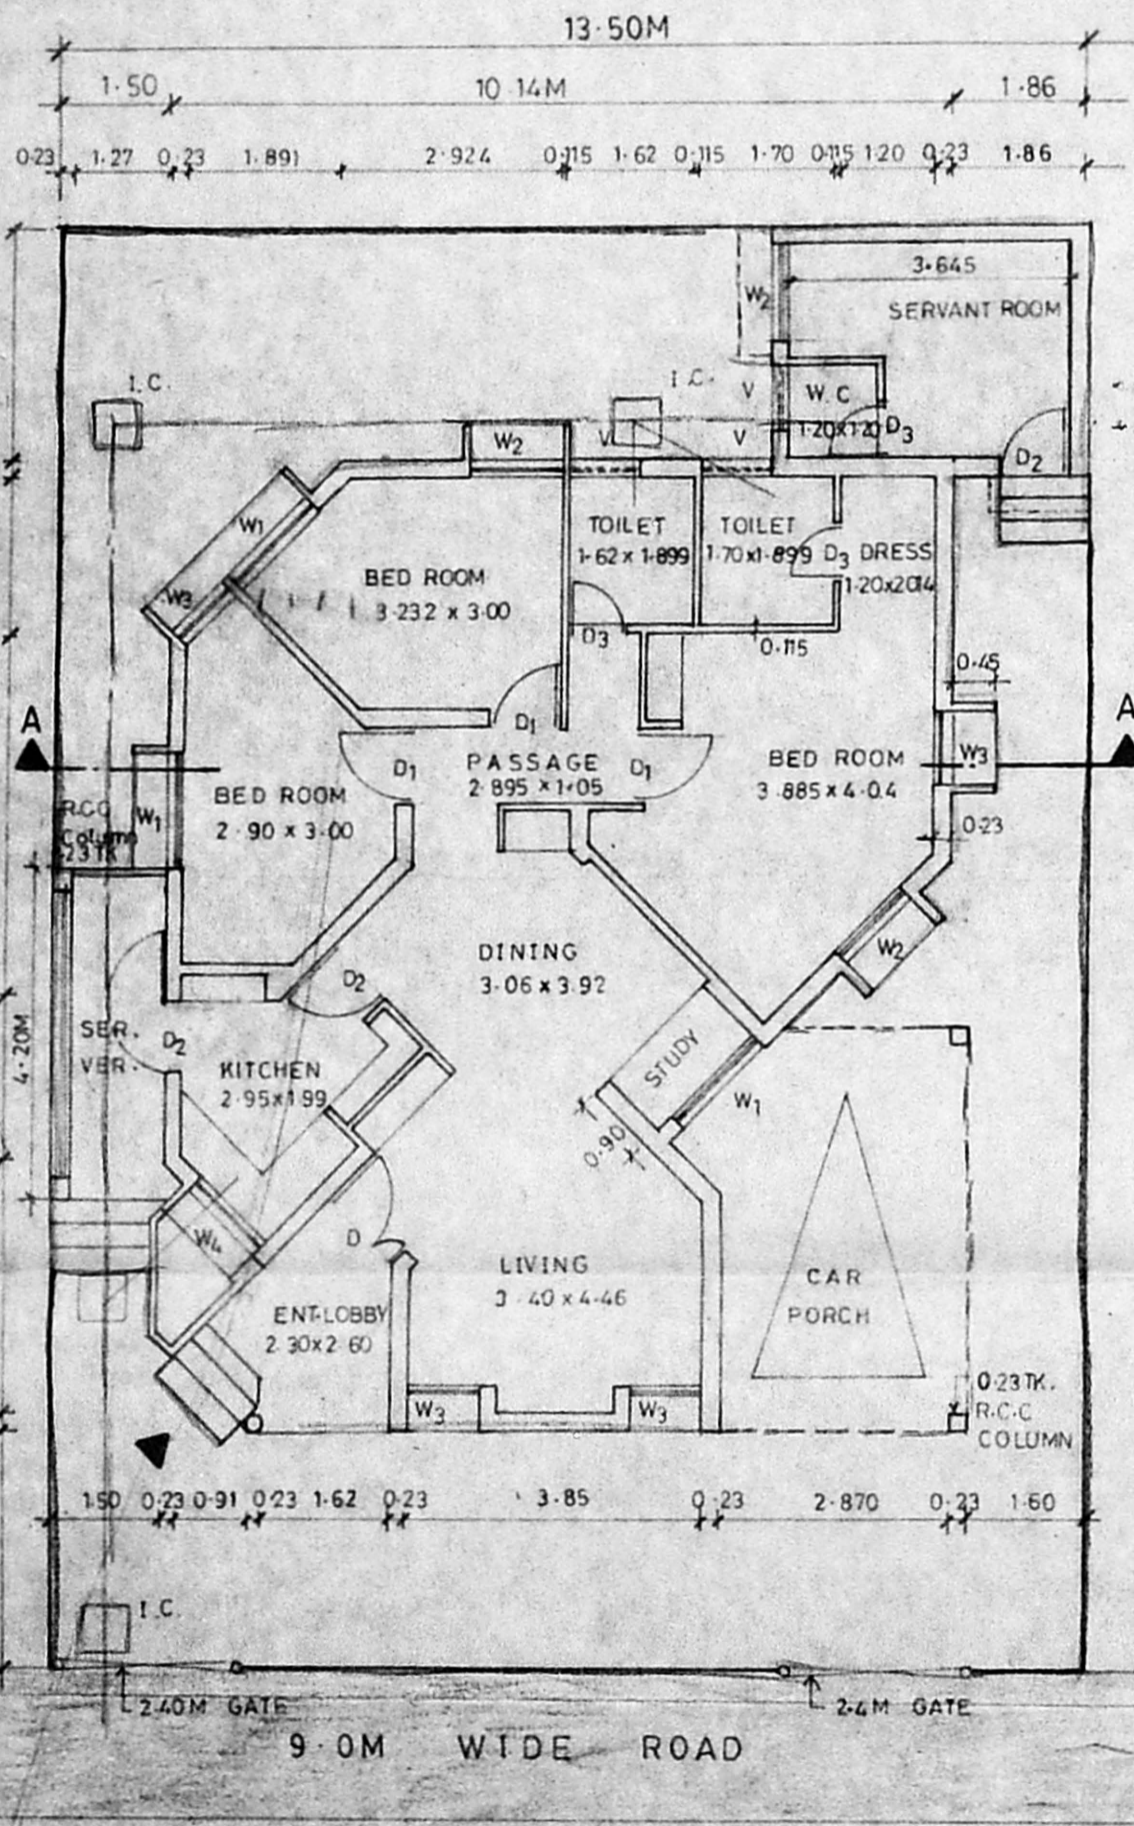 13·50M
1·50 10·14M 1·86
0·23 1·27 0·23 1·891 2·924 0·115 1·62 0·115 1·70 0·115 1·20 0·23 1·86
3·645
SERVANT ROOM
W2
I.C.
I.C.
V
W.C
1·20x1·20
D3
W2
V
V
D2
W1
W3
TOILET
1·62 x 1·899
TOILET
1·70x1·899
D3
DRESS
1·20x2014
BED ROOM
3·232 x 3·00
D3
0·115
0·45
A
A
D1
PASSAGE
2·895 x 1·05
D1
D1
BED ROOM
3·885 x 4·04
W3
BED ROOM
2·90 x 3·00
R.C.C
Column
·23 TK
W1
0·23
DINING
3·06 x 3·92
W2
D2
4·20M
SER.
VER.
D2
KITCHEN
2·95x1·99
STUDY
W1
0·90
W4
D
LIVING
3·40 x 4·46
CAR
PORCH
ENT·LOBBY
2·30x2·60
W3
W3
0·23TK.
R.C.C
COLUMN
1·50 0·23 0·91 0·23 1·62 0·23 3·85 0·23 2·870 0·23 1·60
I.C.
2·40M GATE
2·4M GATE
9·0M WIDE ROAD